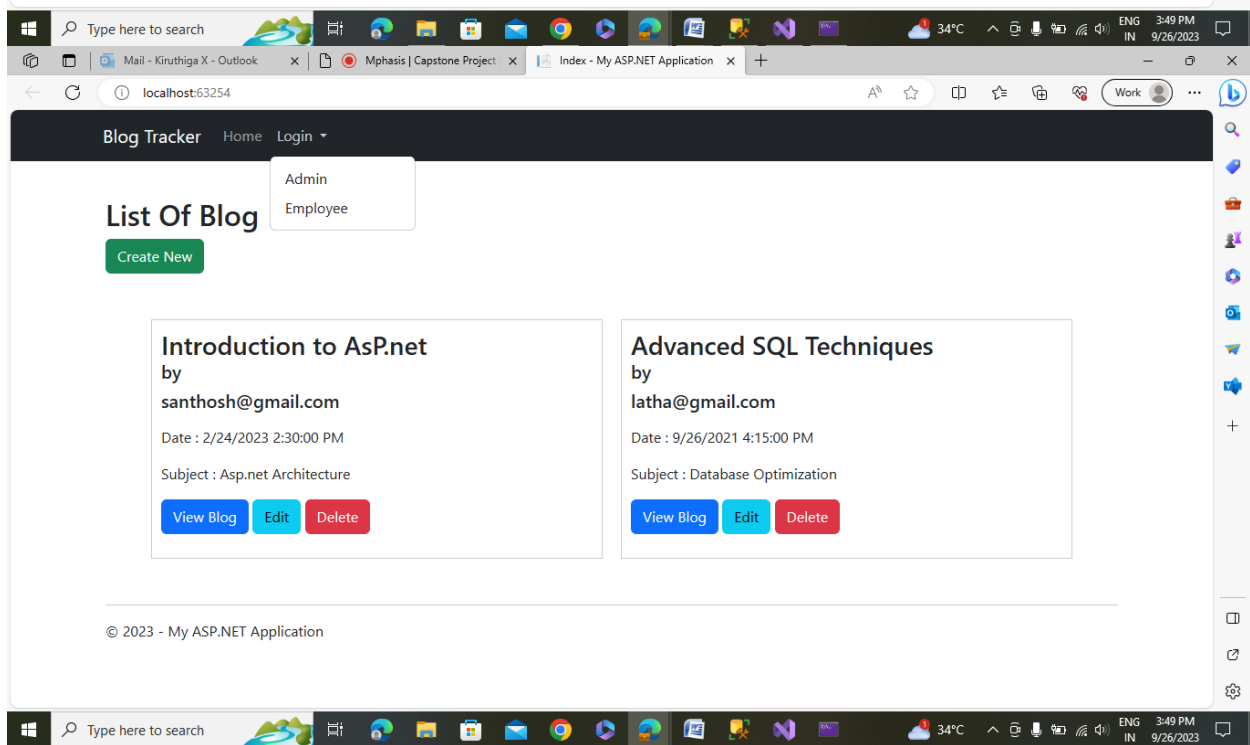 Type here to search 34°C ENG 3:49 PM
IN 9/26/2023
Mail - Kiruthiga X - Outlook Mphasis | Capstone Project Index - My ASP.NET Application
localhost:63254 Work
Blog Tracker Home Login
Admin
Employee
List Of Blog
Create New
Introduction to AsP.net
by
santhosh@gmail.com
Date : 2/24/2023 2:30:00 PM
Subject : Asp.net Architecture
View Blog Edit Delete
Advanced SQL Techniques
by
latha@gmail.com
Date : 9/26/2021 4:15:00 PM
Subject : Database Optimization
View Blog Edit Delete
© 2023 - My ASP.NET Application
Type here to search 34°C ENG 3:49 PM
IN 9/26/2023